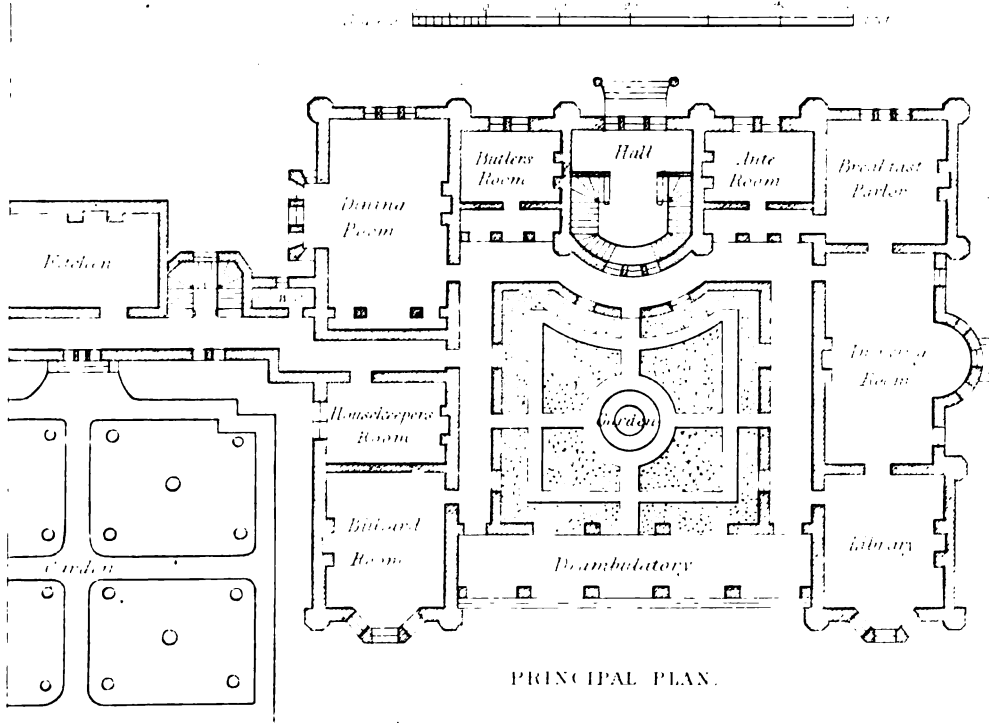 Butlers
Room
Hall
Ante
Room
Breakfast
Parlor
Dining
Room
Kitchen
Drawing
Room
Garden
Housekeepers
Room
Billiard
Room
Deambulatory
Library
Garden
PRINCIPAL PLAN.